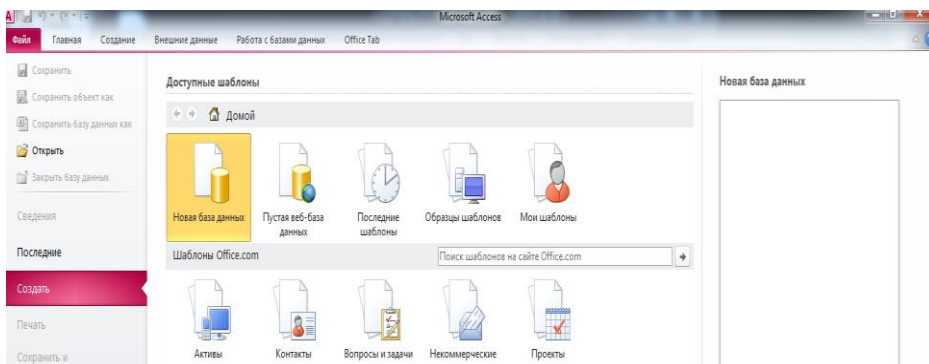 Microsoft Access
Файл Главная Создание Внешние данные Работа с базами данных Office Tab
Сохранить
Сохранить объект как
Сохранить базу данных как
Открыть
Закрыть базу данных
Сведения
Последние
Создать
Печать
Сохранить и
Доступные шаблоны
Домой
Новая база данных
Пустая веб-база данных
Последние шаблоны
Образцы шаблонов
Мои шаблоны
Шаблоны Office.com
Поиск шаблонов на сайте Office.com
Активы
Контакты
Вопросы и задачи
Некоммерческие
Проекты
Новая база данных